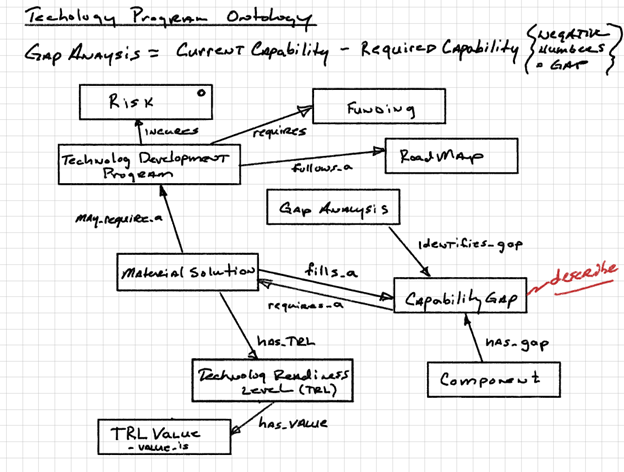 Techology Program Ontology
Gap Anaysis = Current Capability - Required Capability {Negative
numbers
= GAP}
Risk
Funding
incures
requires
Technolog Development
Program
follows_a
RoadMap
Gap Analysis
May_require_a
Identifies_gap
Material Solution
fills_a
requires_a
Capability Gap
describe
has_TRL
has_gap
Technolog Readiness
Level (TRL)
Component
has_value
TRL Value
- value_is